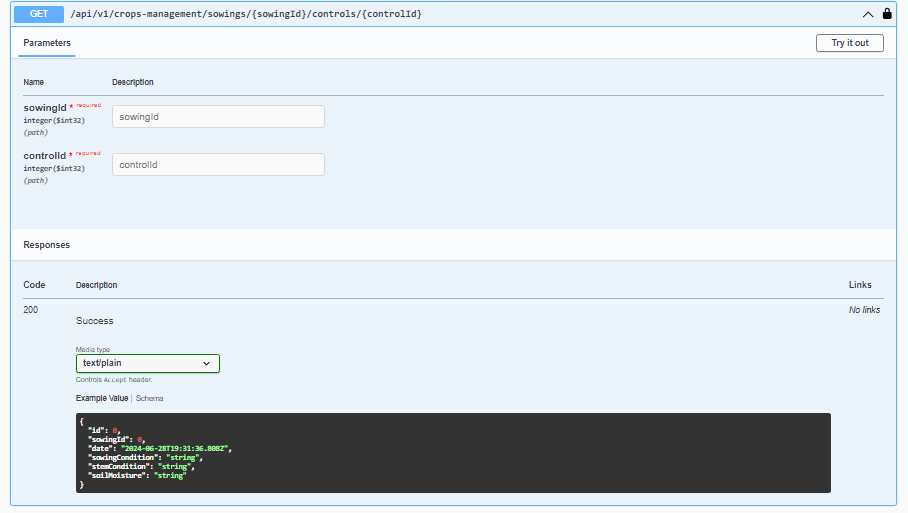 GET /api/v1/crops-management/sowings/{sowingId}/controls/{controlId}
Parameters
Try it out
Name Description
sowingId * required
integer($int32)
(path)
sowingId
controlId * required
integer($int32)
(path)
controlId
Responses
Code Description Links
200 Success No links
Media type
text/plain
Controls Accept header.
Example Value | Schema
{
  "id": 0,
  "sowingId": 0,
  "date": "2024-06-28T19:31:36.808Z",
  "sowingCondition": "string",
  "stemCondition": "string",
  "soilMoisture": "string"
}